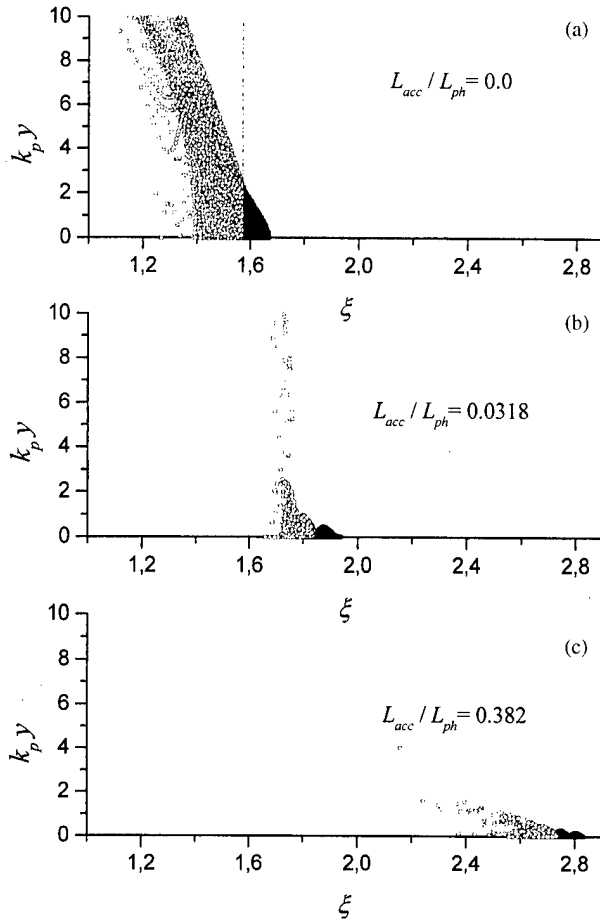 10
8
6
4
2
0
k_p y
(a)
L_acc / L_ph = 0.0
1,2
1,6
2,0
2,4
2,8
ξ
10
8
6
4
2
0
k_p y
(b)
L_acc / L_ph = 0.0318
1,2
1,6
2,0
2,4
2,8
ξ
10
8
6
4
2
0
k_p y
(c)
L_acc / L_ph = 0.382
1,2
1,6
2,0
2,4
2,8
ξ